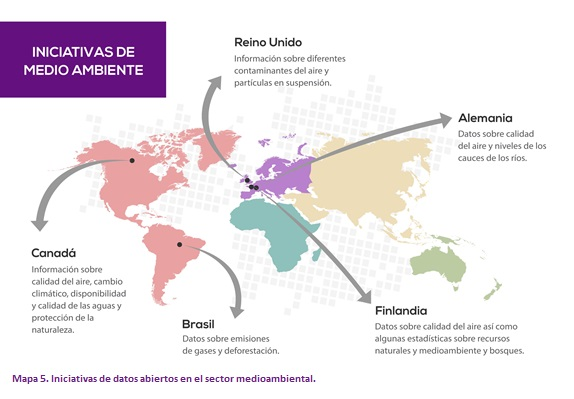 INICIATIVAS DE
MEDIO AMBIENTE
Reino Unido
Información sobre diferentes
contaminantes del aire y
partículas en suspensión.
Alemania
Datos sobre calidad
del aire y niveles de los
cauces de los ríos.
Canadá
Información sobre
calidad del aire, cambio
climático, disponibilidad
y calidad de las aguas y
protección de la
naturaleza.
Brasil
Datos sobre emisiones
de gases y deforestación.
Finlandia
Datos sobre calidad del aire así como
algunas estadísticas sobre recursos
naturales y medioambiente y bosques.
Mapa 5. Iniciativas de datos abiertos en el sector medioambiental.